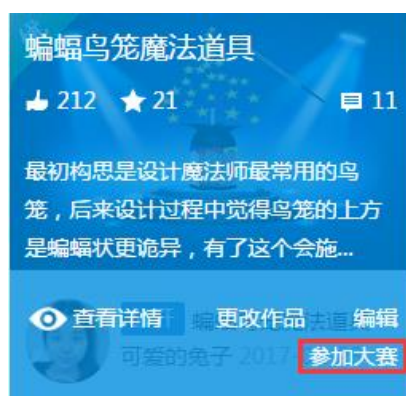 蝙蝠鸟笼魔法道具
212 21 11
最初构思是设计魔法师最常用的鸟
笼，后来设计过程中觉得鸟笼的上方
是蝙蝠状更诡异，有了这个会施...
查看详情 更改作品 编辑
可爱的兔子 2017 参加大赛